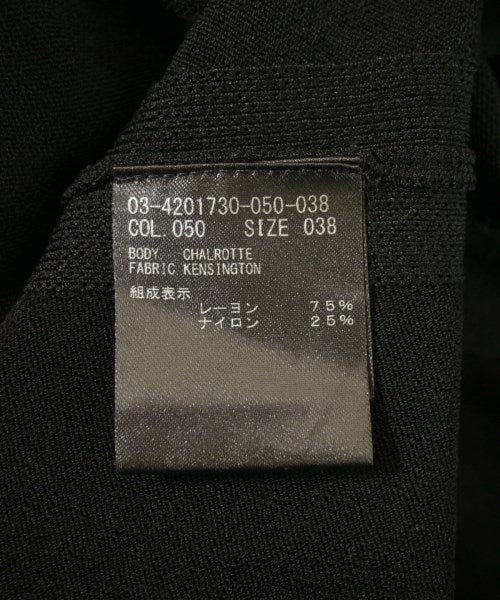 03-4201730-050-038
COL.050 SIZE 038
BODY. CHALROTTE
FABRIC KENSINGTON
組成表示
レーヨン 75%
ナイロン 25%